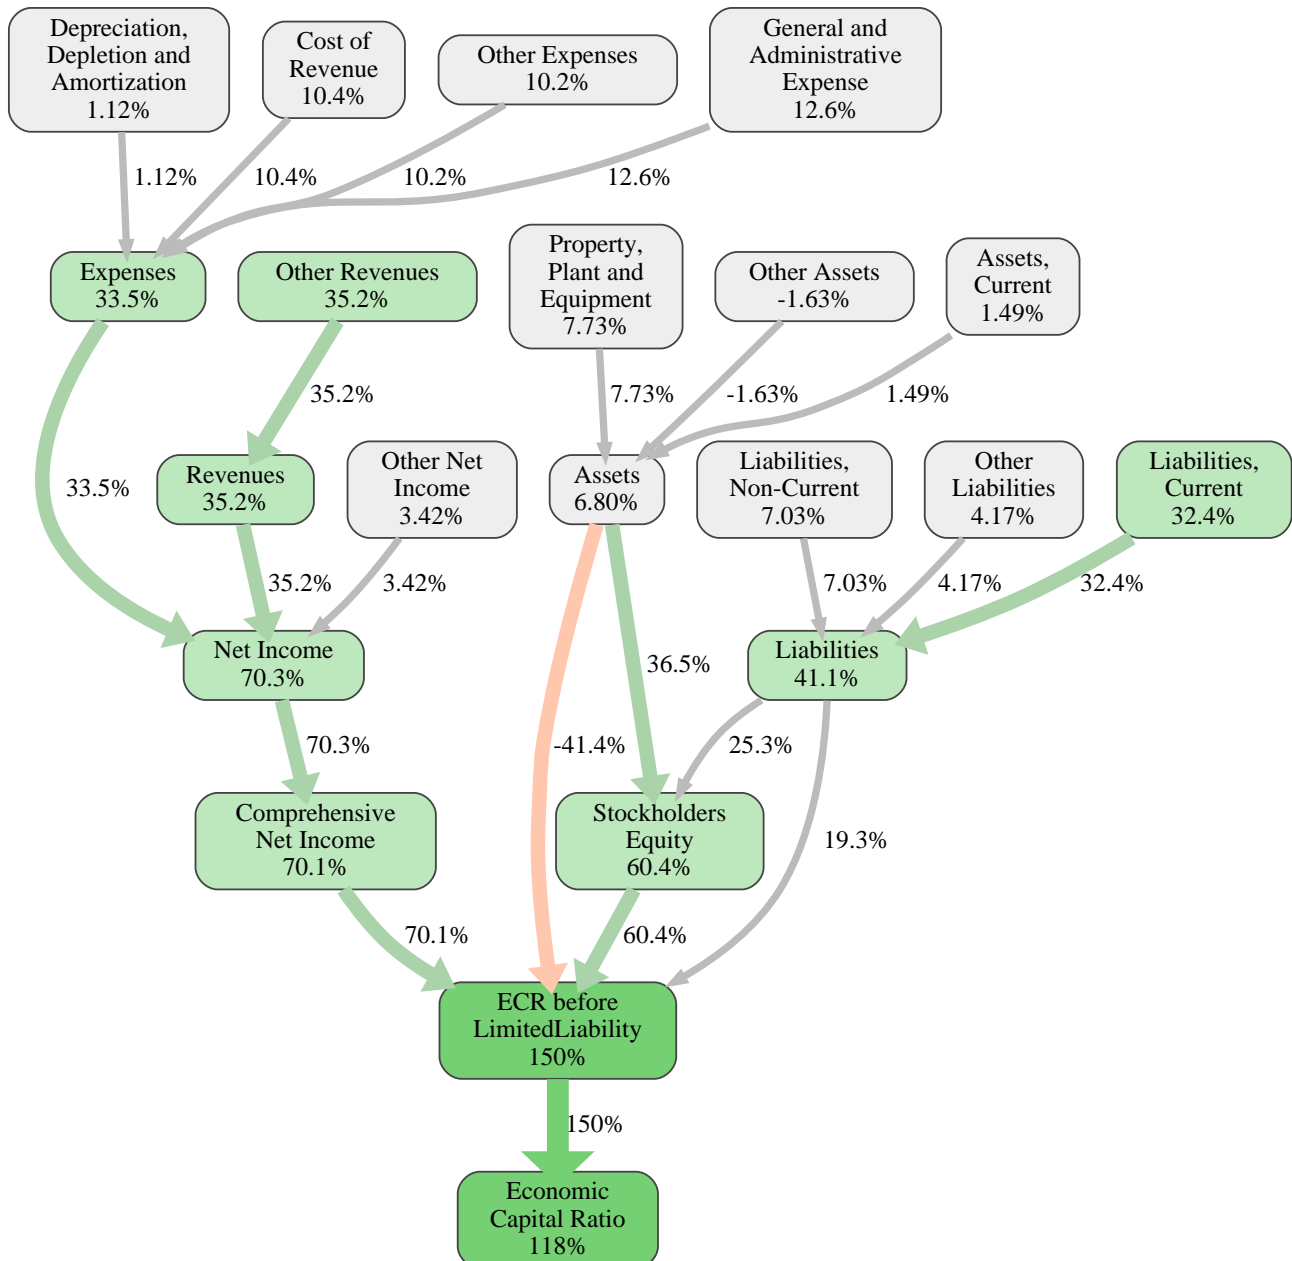 Depreciation,
Depletion and
Amortization
1.12%
Cost of
Revenue
10.4%
Other Expenses
10.2%
General and
Administrative
Expense
12.6%
1.12%
10.4%
10.2%
12.6%
Expenses
33.5%
Other Revenues
35.2%
Property,
Plant and
Equipment
7.73%
Other Assets
-1.63%
Assets,
Current
1.49%
35.2%
7.73%
-1.63%
1.49%
33.5%
Revenues
35.2%
Other Net
Income
3.42%
Assets
6.80%
Liabilities,
Non-Current
7.03%
Other
Liabilities
4.17%
Liabilities,
Current
32.4%
35.2%
3.42%
7.03%
4.17%
32.4%
Net Income
70.3%
36.5%
Liabilities
41.1%
70.3%
-41.4%
25.3%
Comprehensive
Net Income
70.1%
Stockholders
Equity
60.4%
19.3%
70.1%
60.4%
ECR before
LimitedLiability
150%
150%
Economic
Capital Ratio
118%